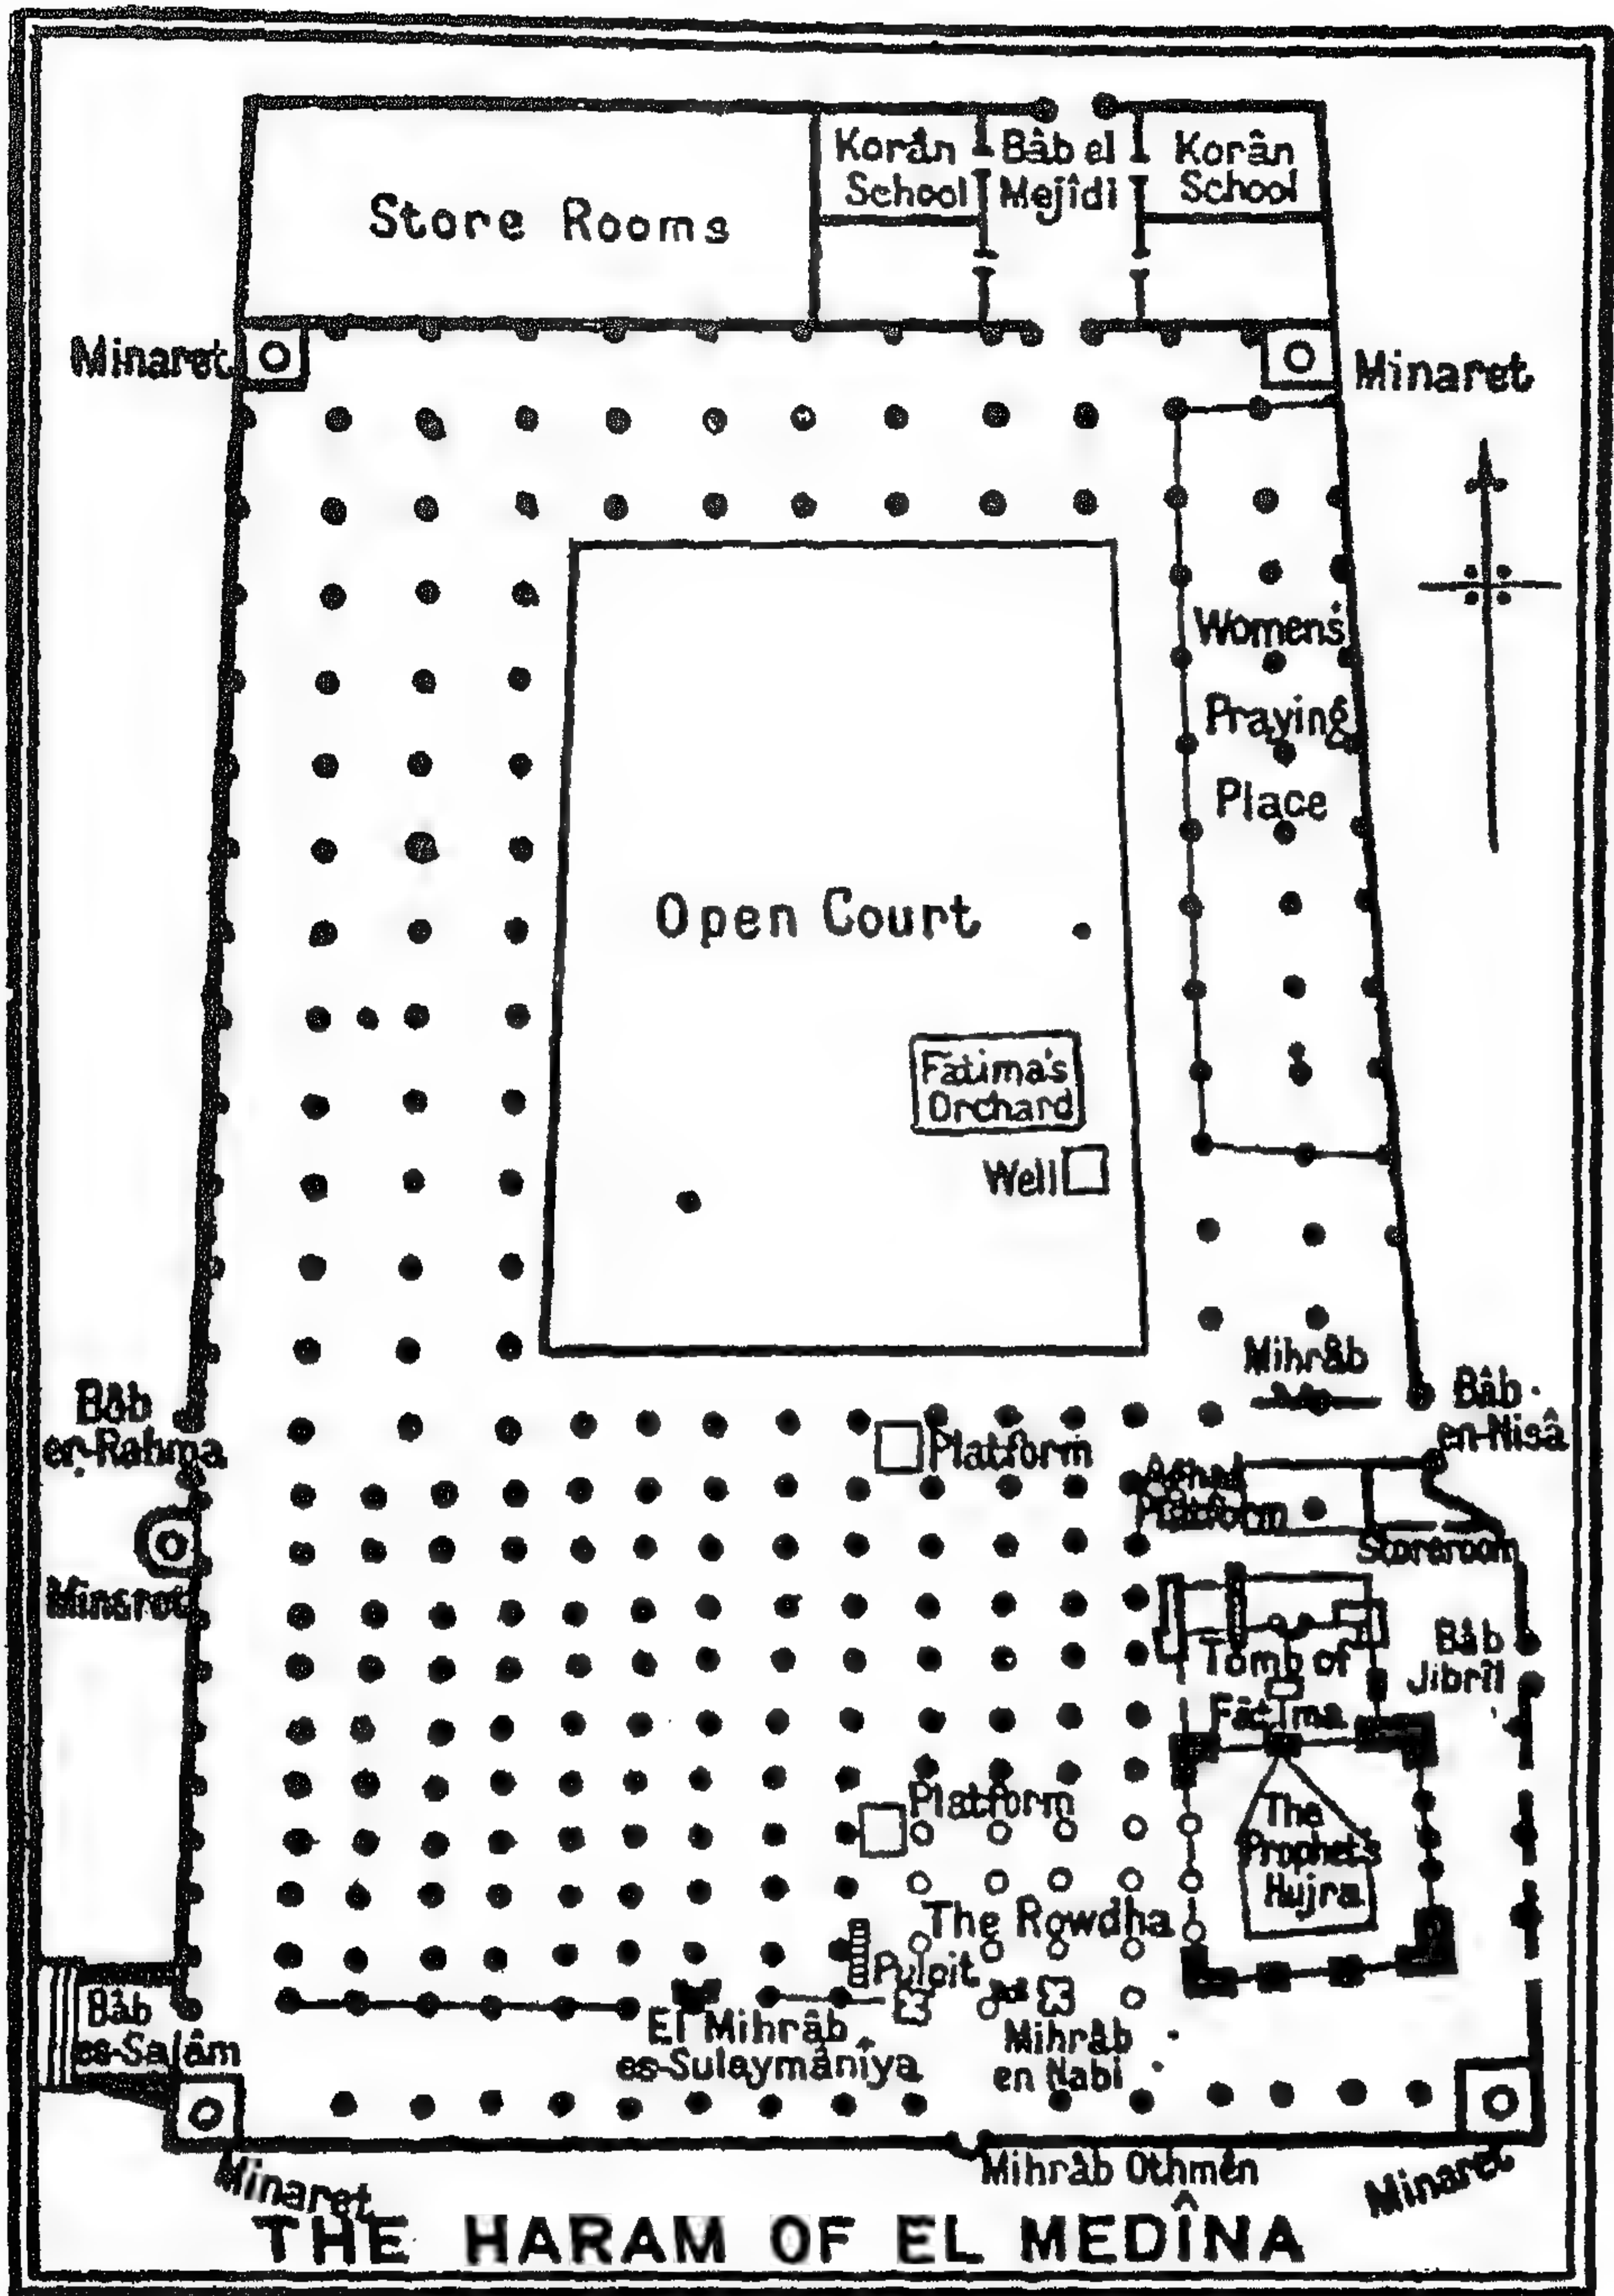 Korân
School
Bâb el
Mejîdi
Korân
School
Store Rooms
Minaret
Minaret
Womens'
Praying
Place
Open Court
Fatima's
Orchard
Well
Mihrâb
Bâb
er-Rahma
Bâb
en-Nisâ
Platform
Platform
Storeroom
Minaret
Bâb
Jibrîl
Tomb of
Fâtima
Platform
The
Prophet's
Hujra
The Rowdha
Pulpit
Bâb
es-Salâm
El Mihrâb
es-Suleymânîya
Mihrâb
en Nabi
Mihrâb Othmân
Minaret
Minaret
THE HARAM OF EL MEDÎNA